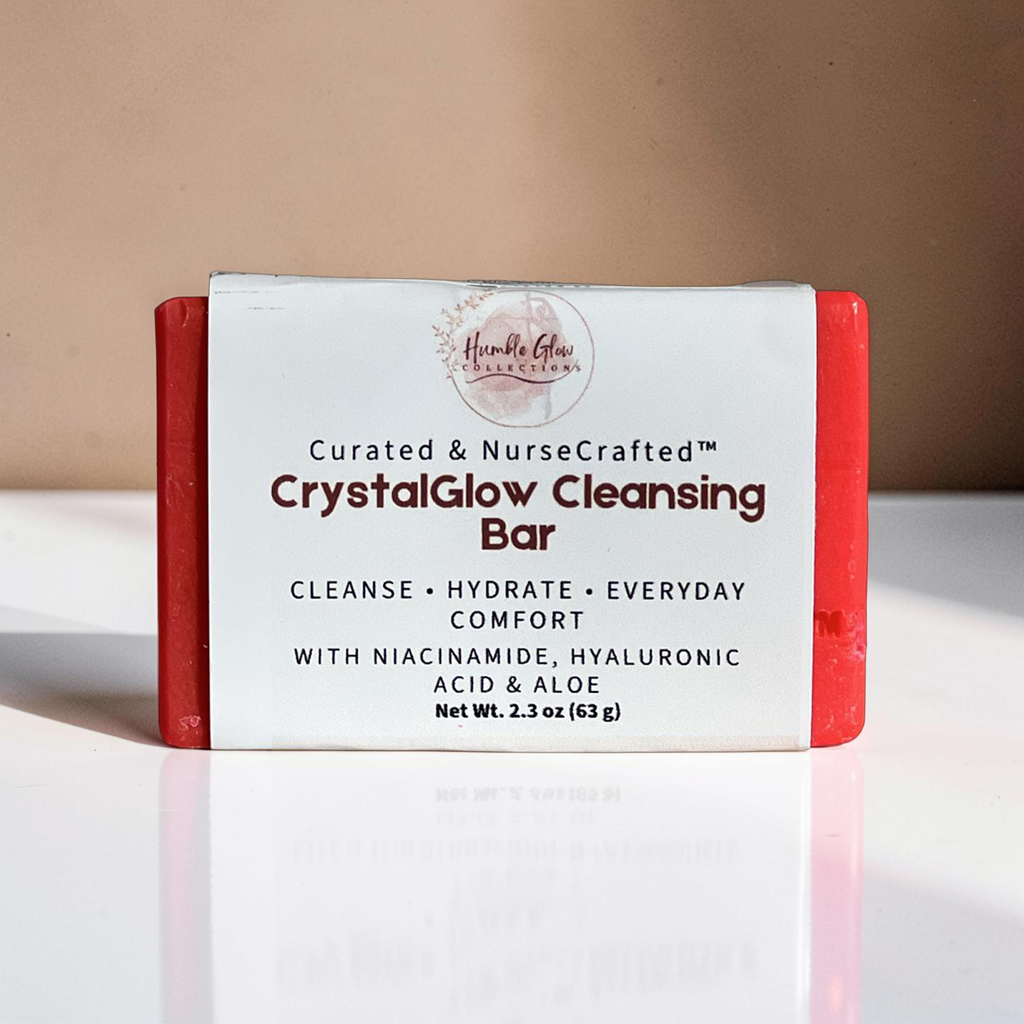 Humble Glow
COLLECTIONS
Curated & NurseCrafted™
CrystalGlow Cleansing
Bar
CLEANSE • HYDRATE • EVERYDAY
COMFORT
WITH NIACINAMIDE, HYALURONIC
ACID & ALOE
Net Wt. 2.3 oz (63 g)